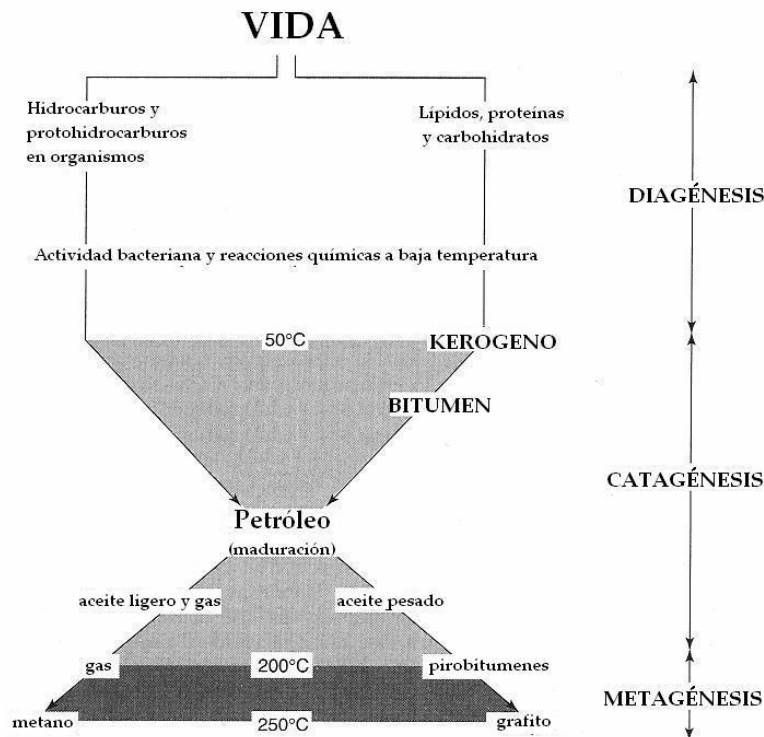 VIDA
Hidrocarburos y
protohidrocarburos
en organismos
Lípidos, proteínas
y carbohidratos
DIAGÉNESIS
Actividad bacteriana y reacciones químicas a baja temperatura
50°C
KEROGENO
BITUMEN
CATAGÉNESIS
Petróleo
(maduración)
aceite ligero y gas
aceite pesado
gas
200°C
pirobitumenes
METAGÉNESIS
metano
250°C
grafito